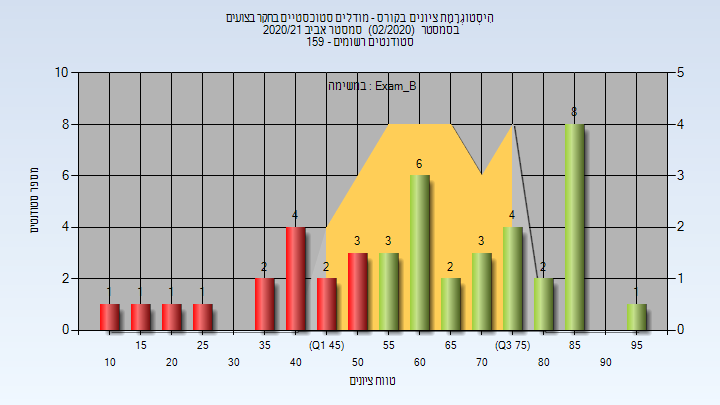 היסטוגרמת ציונים בקורס - מודלים סטוכסטיים בחקר בצועים
בסמסטר (02/2020) סמסטר אביב 2020/21
סטודנטים רשומים - 159
במשימה : Exam_B
מספר סטודנטים
10
8
6
4
2
0
5
4
3
2
1
0
1 1 1 1 2 4 2 3 3 6 2 3 4 2 8 1
15 25 35 (Q1 45) 55 65 (Q3 75) 85 95
10 20 30 40 50 60 70 80 90
טווח ציונים